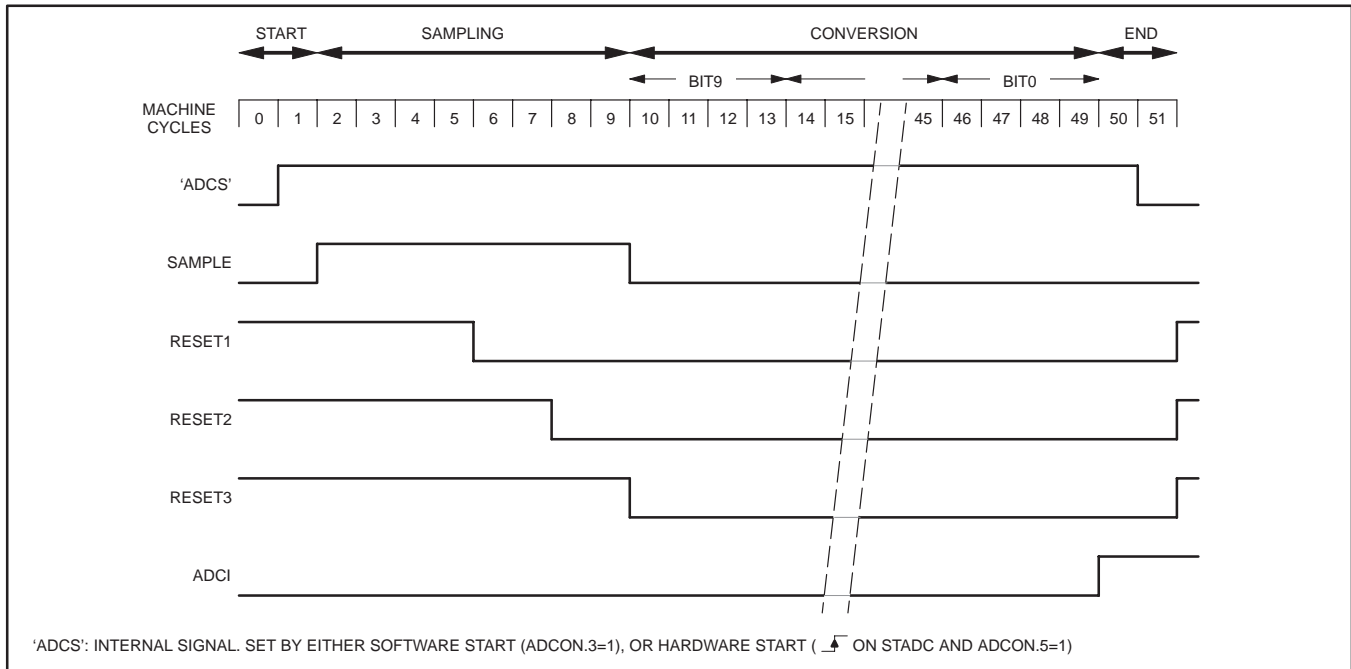 START SAMPLING CONVERSION END
BIT9 BIT0
MACHINE CYCLES
0 1 2 3 4 5 6 7 8 9 10 11 12 13 14 15 45 46 47 48 49 50 51
‘ADCS’
SAMPLE
RESET1
RESET2
RESET3
ADCI
‘ADCS’: INTERNAL SIGNAL. SET BY EITHER SOFTWARE START (ADCON.3=1), OR HARDWARE START ( ON STADC AND ADCON.5=1)